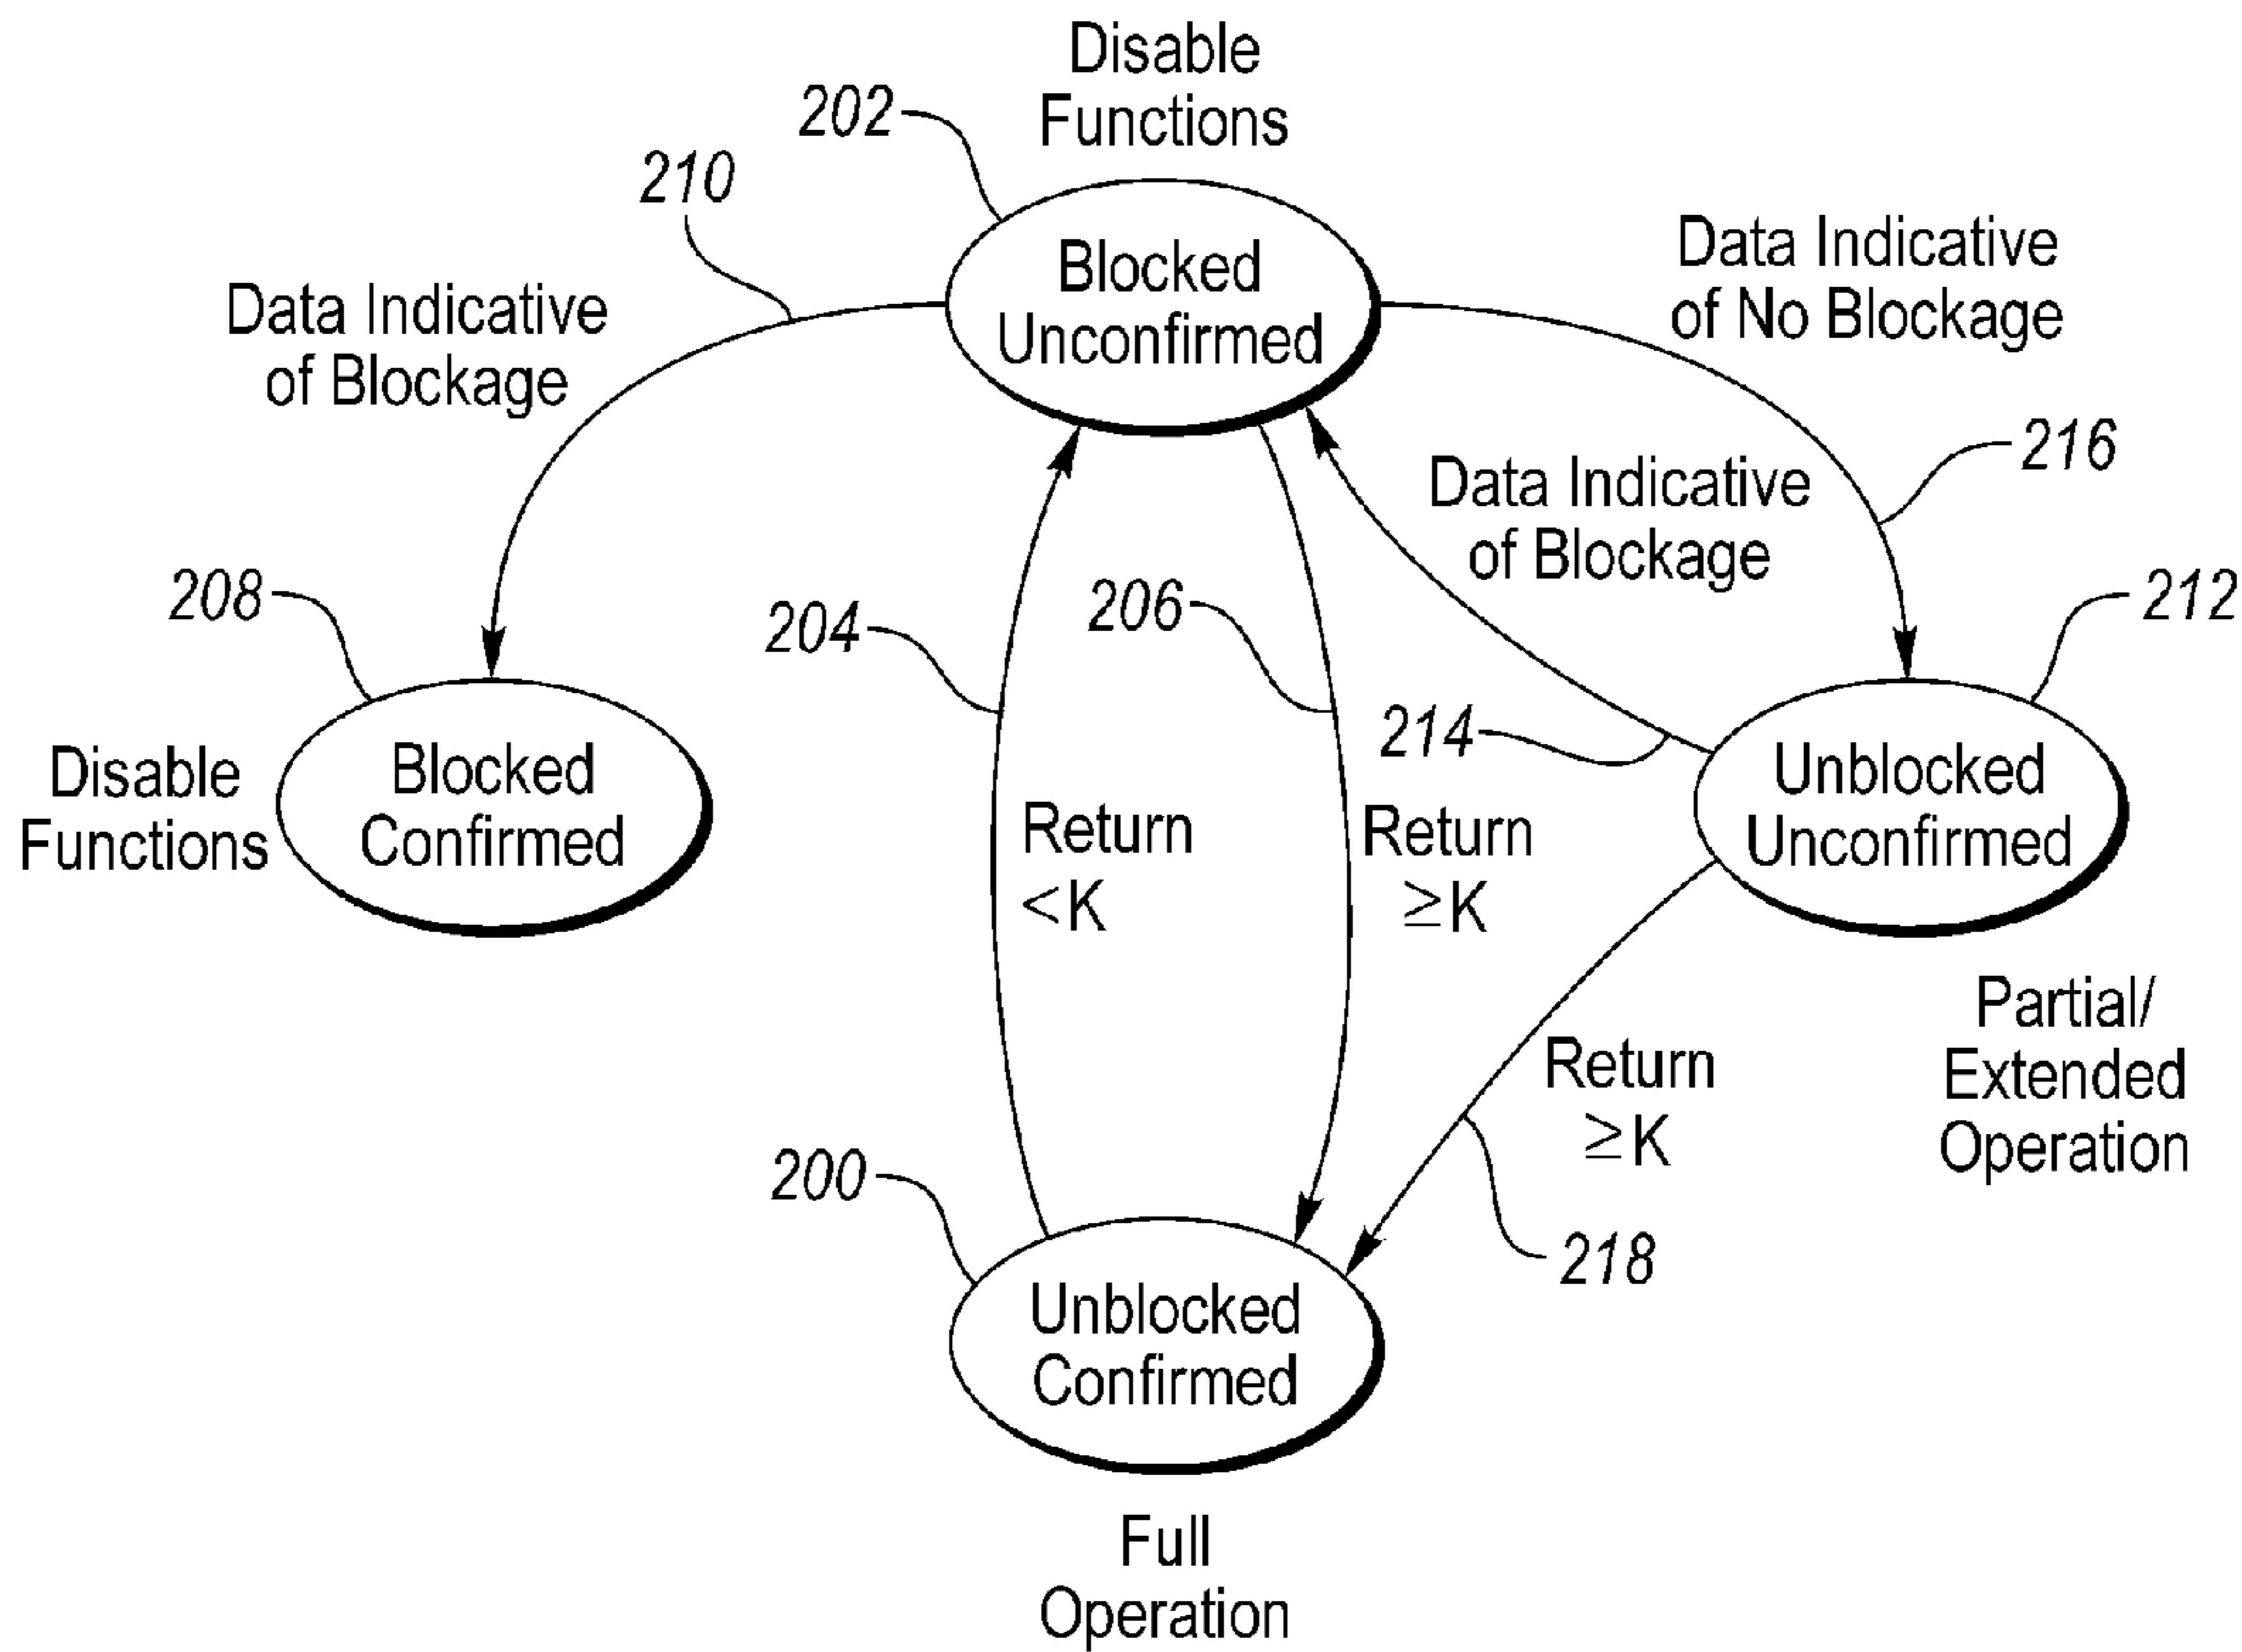 Disable
Functions
202
210
Blocked
Unconfirmed
Data Indicative
of No Blockage
Data Indicative
of Blockage
216
Data Indicative
of Blockage
208
204
206
212
214
Disable
Functions
Blocked
Confirmed
Return
<K
Return
≥K
Unblocked
Unconfirmed
Partial/
Extended
Operation
Return
≥K
200
218
Unblocked
Confirmed
Full
Operation